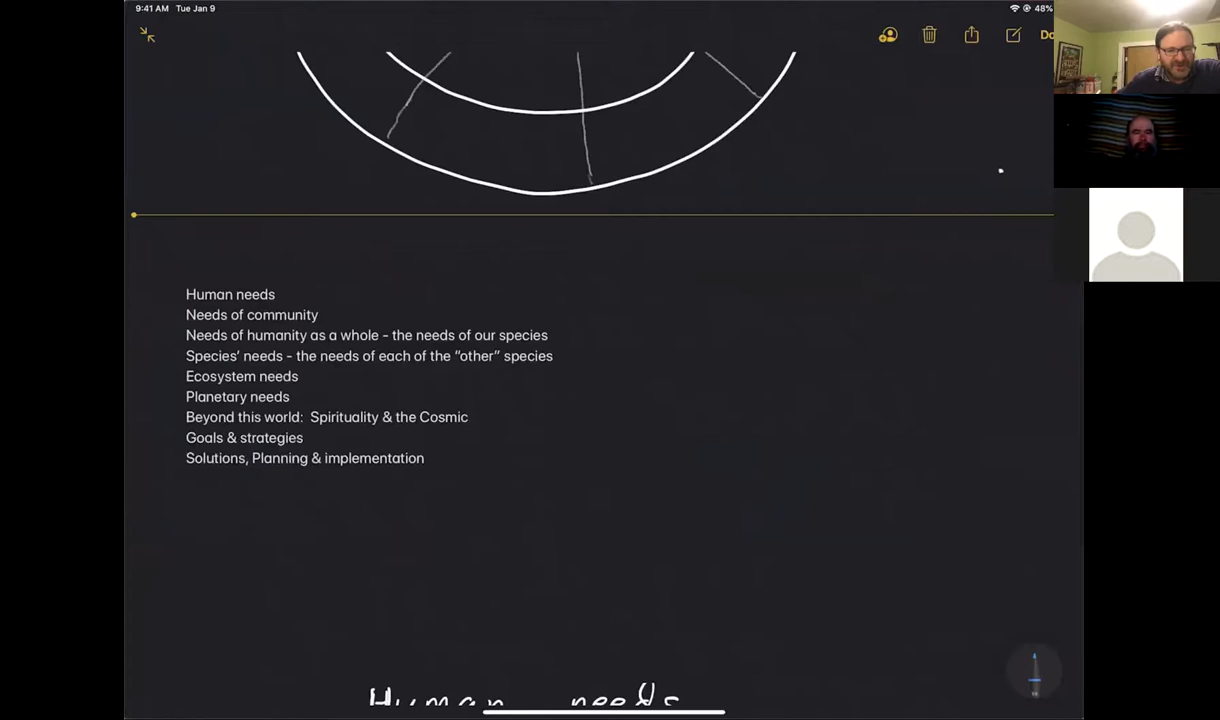 9:41 AM Tue Jan 9 48%
Human needs
Needs of community
Needs of humanity as a whole - the needs of our species
Species' needs - the needs of each of the “other” species
Ecosystem needs
Planetary needs
Beyond this world:  Spirituality & the Cosmic
Goals & strategies
Solutions, Planning & implementation
Human needs